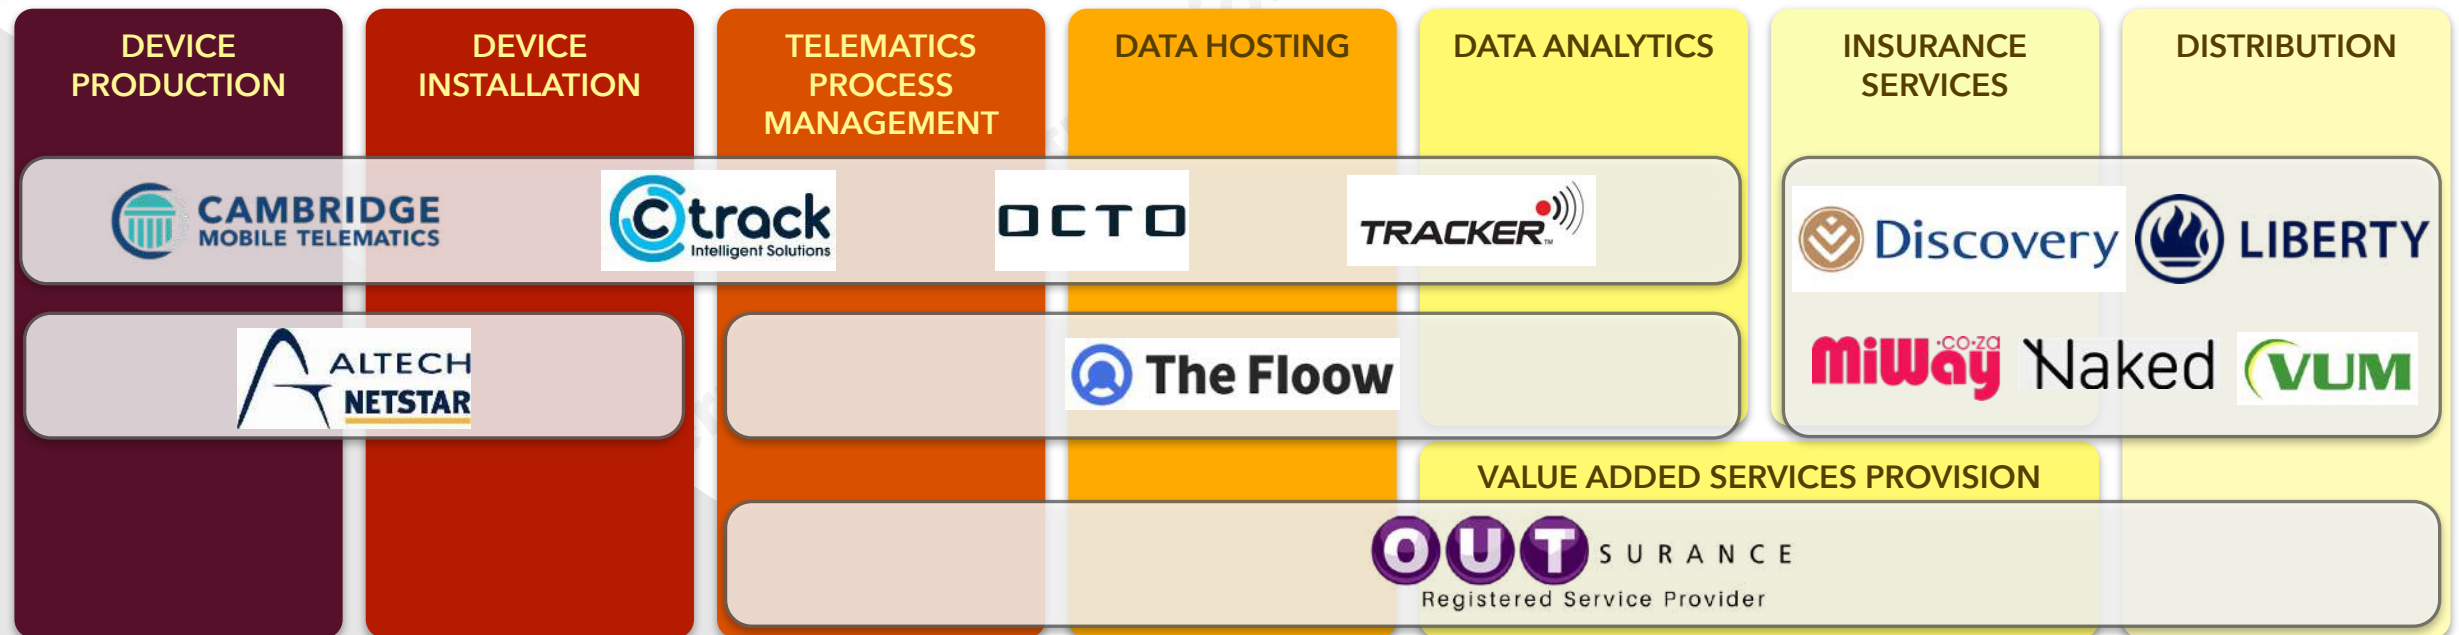 DEVICE
PRODUCTION
DEVICE
INSTALLATION
TELEMATICS
PROCESS
MANAGEMENT
DATA HOSTING
DATA ANALYTICS
INSURANCE
SERVICES
DISTRIBUTION
CAMBRIDGE
MOBILE TELEMATICS
Ctrack
Intelligent Solutions
OCTO
TRACKER™
Discovery
LIBERTY
ALTECH
NETSTAR
The Floow
MiWay.co.za
Naked
VUM
VALUE ADDED SERVICES PROVISION
OUTSURANCE
Registered Service Provider